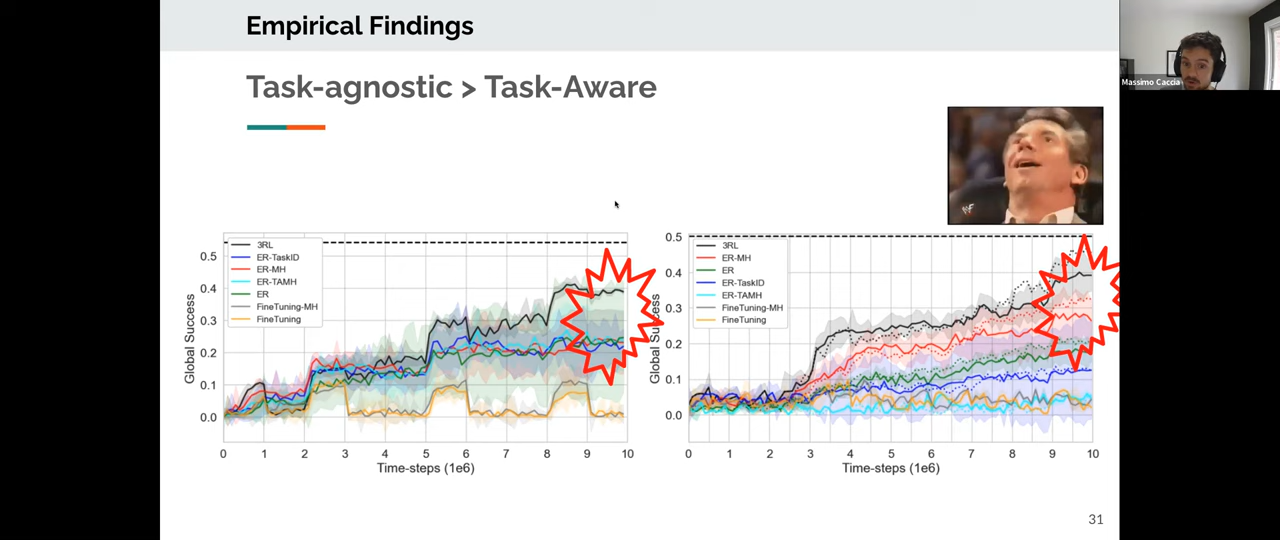 Empirical Findings
Massimo Caccia
Task-agnostic > Task-Aware
3RL
ER-TaskID
ER-MH
ER-TAMH
ER
FineTuning-MH
FineTuning
0.5
0.4
0.3
0.2
0.1
0.0
Global Success
0 1 2 3 4 5 6 7 8 9 10
Time-steps (1e6)
3RL
ER-MH
ER
ER-TaskID
ER-TAMH
FineTuning-MH
FineTuning
0.5
0.4
0.3
0.2
0.1
0.0
Global Success
0 1 2 3 4 5 6 7 8 9 10
Time-steps (1e6)
31